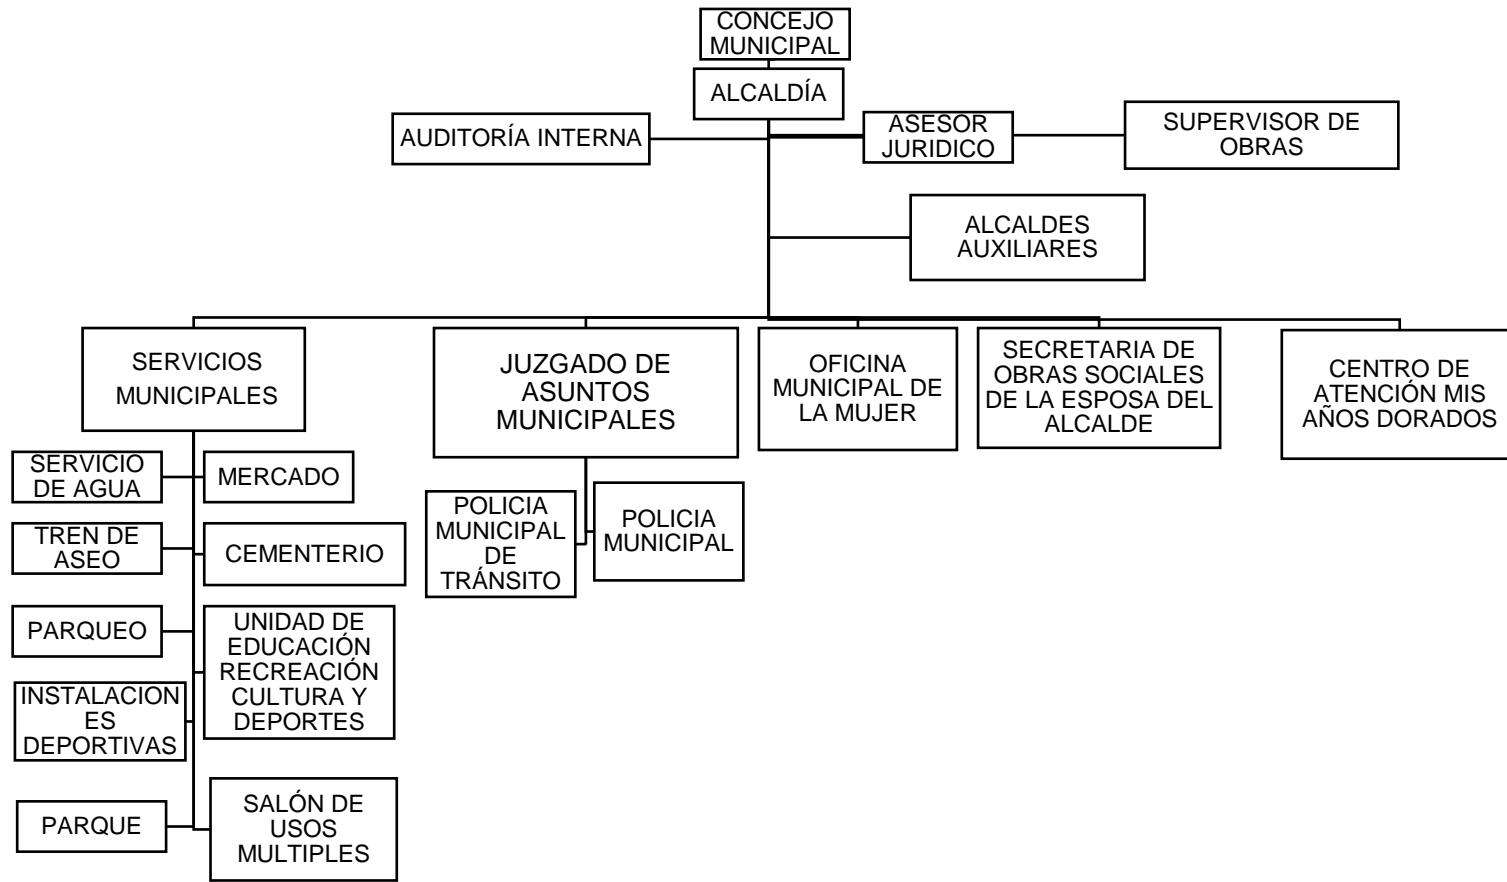 CONCEJO
MUNICIPAL
ALCALDÍA
AUDITORÍA INTERNA
ASESOR
JURIDICO
SUPERVISOR DE
OBRAS
ALCALDES
AUXILIARES
SERVICIOS
MUNICIPALES
JUZGADO DE
ASUNTOS
MUNICIPALES
OFICINA
MUNICIPAL DE
LA MUJER
SECRETARIA DE
OBRAS SOCIALES
DE LA ESPOSA DEL
ALCALDE
CENTRO DE
ATENCIÓN MIS
AÑOS DORADOS
SERVICIO
DE AGUA
MERCADO
TREN DE
ASEO
CEMENTERIO
PARQUEO
UNIDAD DE
EDUCACIÓN
RECREACIÓN
CULTURA Y
DEPORTES
INSTALACION
ES
DEPORTIVAS
PARQUE
SALÓN DE
USOS
MULTIPLES
POLICIA
MUNICIPAL
DE
TRÁNSITO
POLICIA
MUNICIPAL